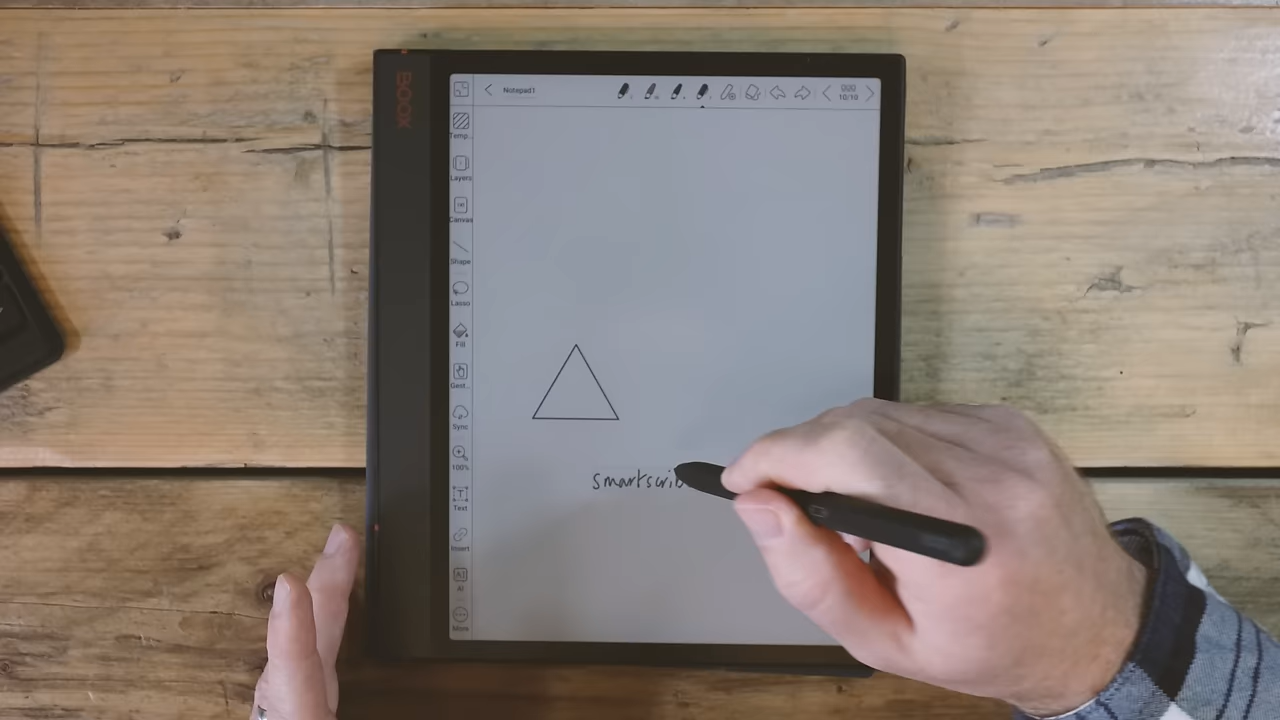 BOOX
Notepad1
10/10
Temp..
Layers
Canvas
Shape
Lasso
Fill
Gest..
Sync
100%
Text
Insert
AI
More
smartscrib